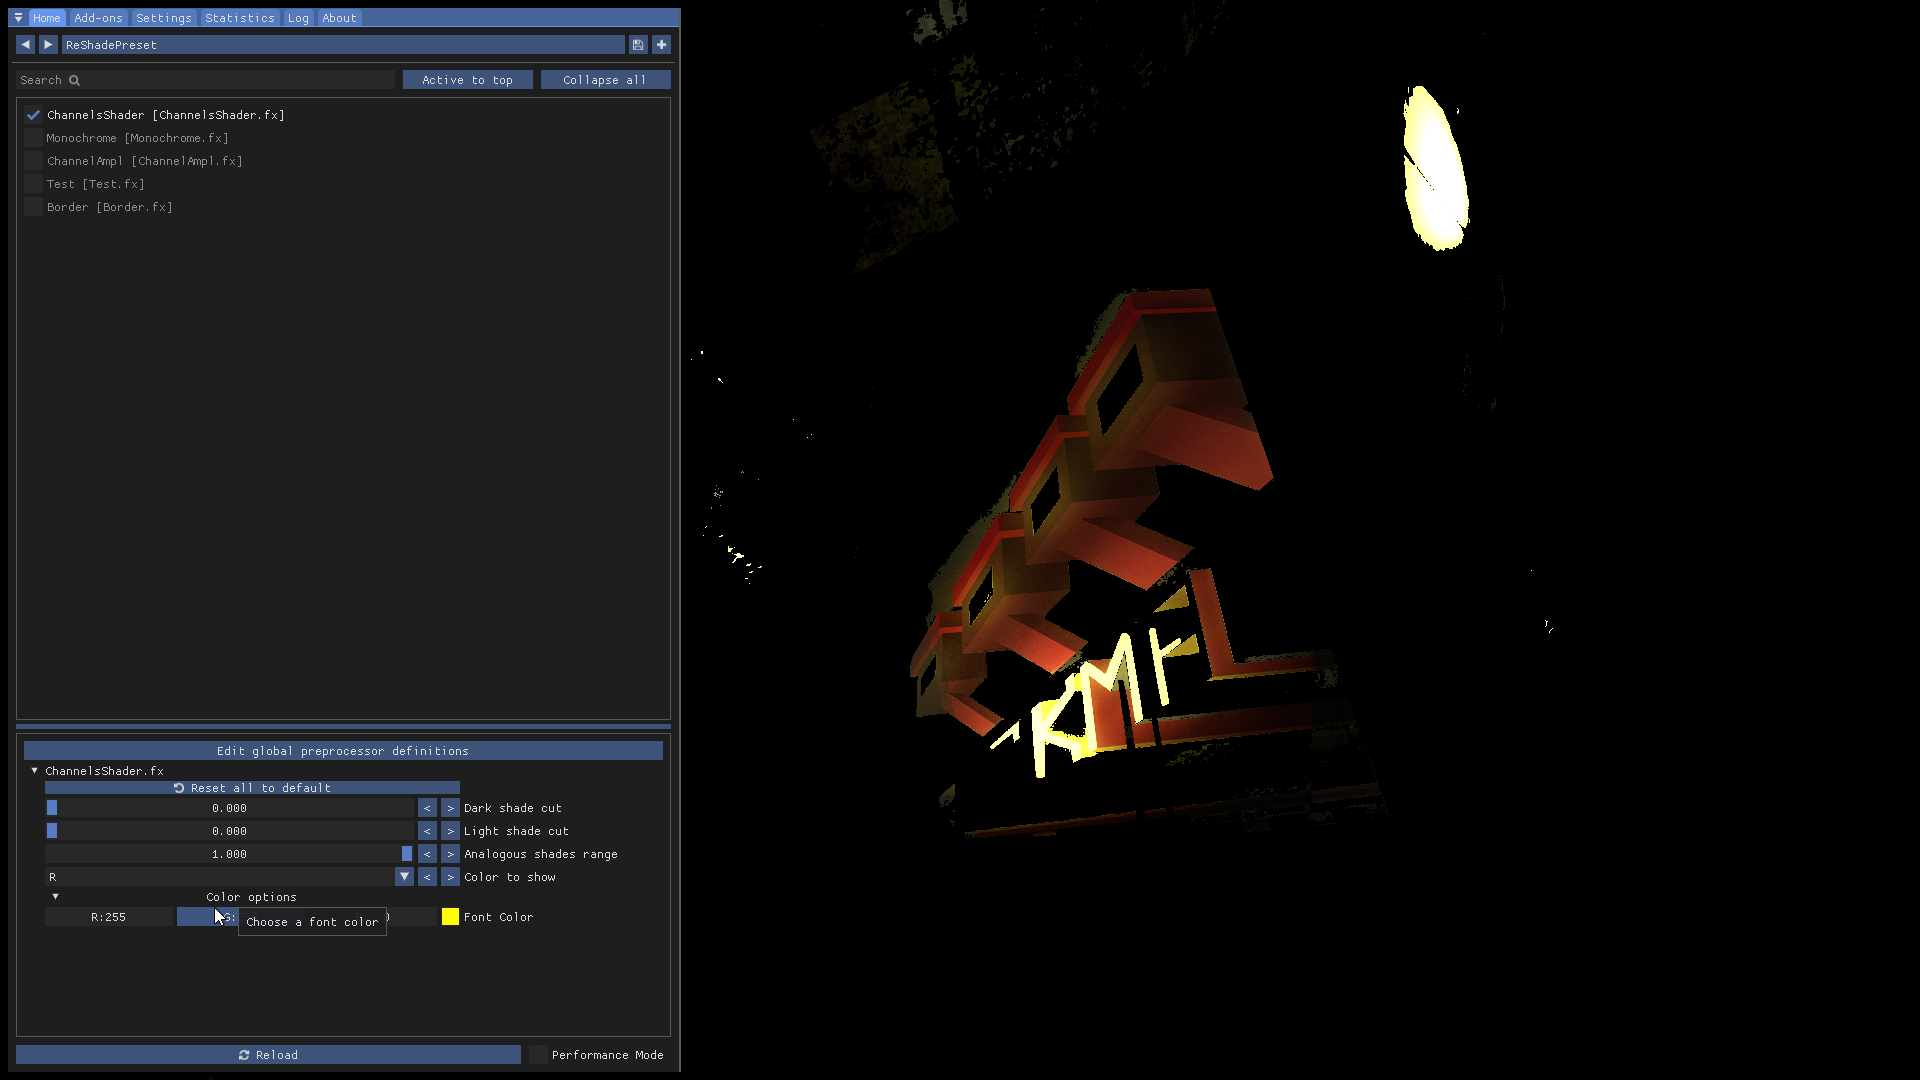 Home Add-ons Settings Statistics Log About
ReShadePreset
Search Active to top Collapse all
ChannelsShader [ChannelsShader.fx]
Monochrome [Monochrome.fx]
ChannelAmpl [ChannelAmpl.fx]
Test [Test.fx]
Border [Border.fx]
Edit global preprocessor definitions
ChannelsShader.fx
Reset all to default
0.000 < > Dark shade cut
0.000 < > Light shade cut
1.000 < > Analogous shades range
R < > Color to show
Color options
R:255 G: Font Color
Choose a font color
Reload Performance Mode